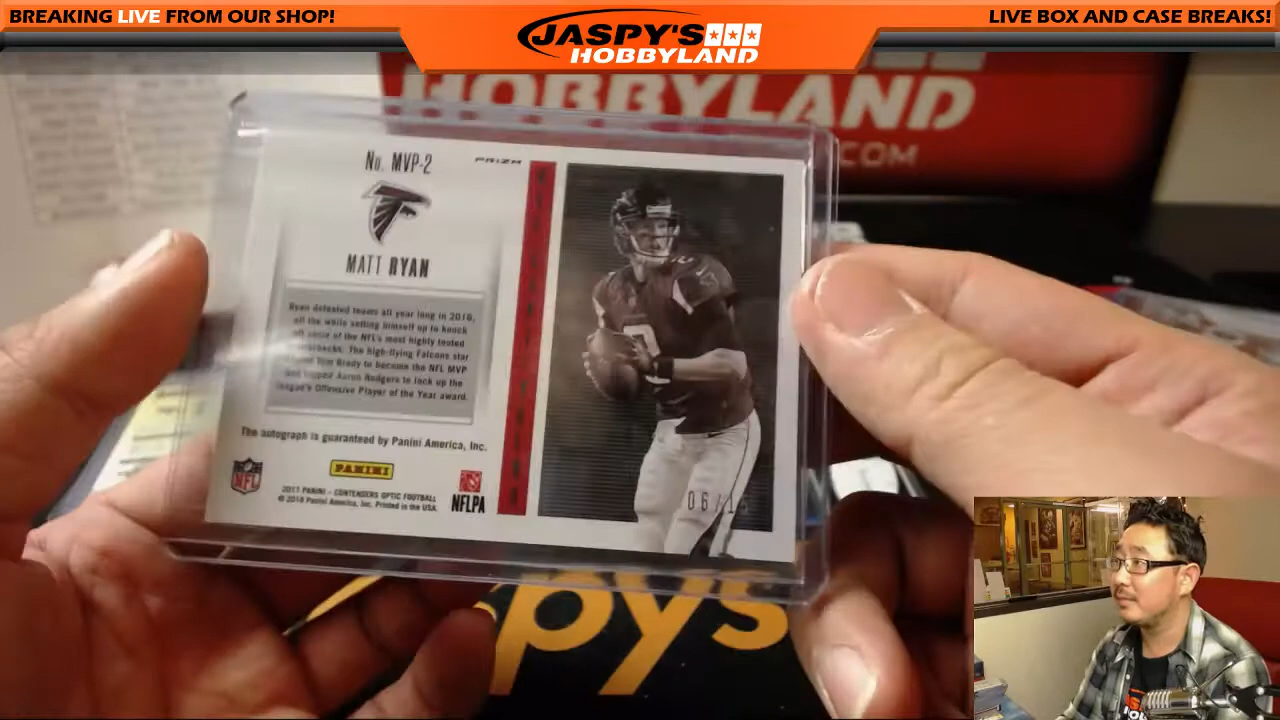 BREAKING LIVE FROM OUR SHOP!
JASPY'S
HOBBYLAND
LIVE BOX AND CASE BREAKS!
HOBBYLAND
.COM
No. MVP-2
PRIZM
MATT RYAN
Ryan defeated teams all year long in 2016,
all the while setting himself up to knock
off some of the NFL's most highly touted
The high-flying Falcons star
Tom Brady to become the NFL MVP
and topped Aaron Rodgers to lock up the
league's Offensive Player of the Year award.
The autograph is guaranteed by Panini America, Inc.
NFL
PANINI
2017 PANINI - CONTENDERS OPTIC FOOTBALL
© 2018 Panini America, Inc. Printed in the USA.
NFLPA
2
06/1
spys